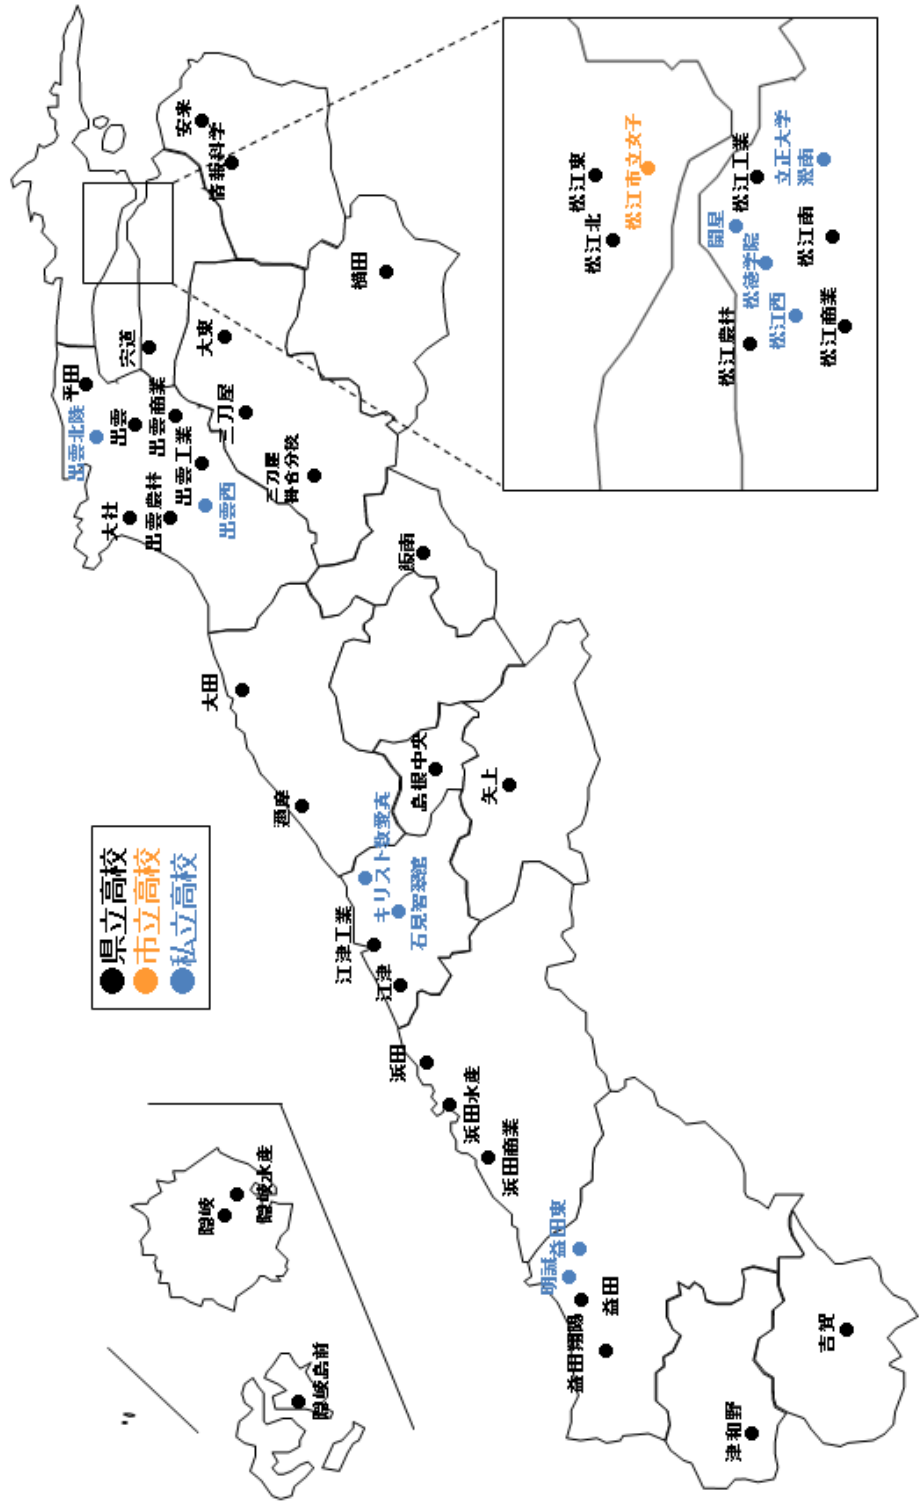 県立高校
市立高校
私立高校
隠岐
隠岐水産
隠岐島前
安来
情報科学
横田
大東
宍道
平田
出雲北陵
出雲
出雲商業
出雲工業
出雲西
大社
出雲農林
三刀屋
三刀屋
掛合分校
飯南
大田
邇摩
島根中央
矢上
キリスト教愛真
石見智翠館
江津工業
江津
浜田
浜田水産
浜田商業
益田東
明誠
益田
益田翔陽
吉賀
津和野
松江東
松江市立女子
松江北
松江工業
立正大学
淞南
開星
松徳学院
松江南
松江西
松江農林
松江商業